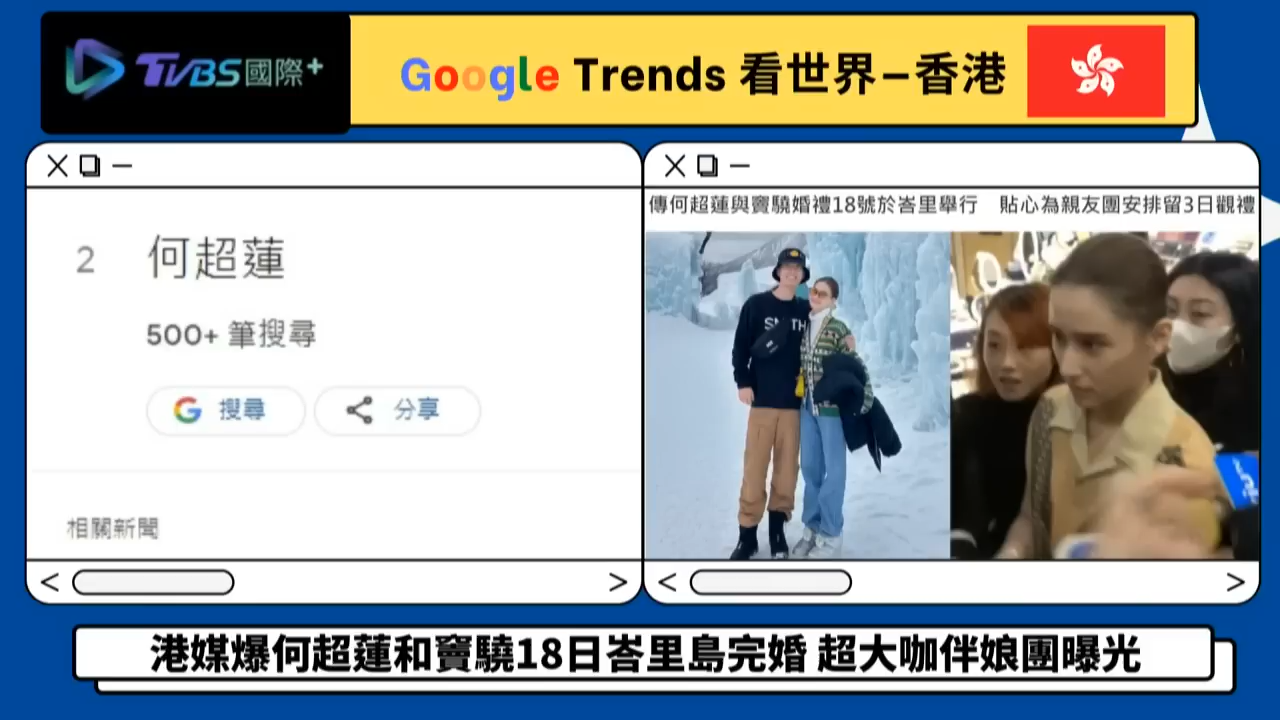 TVBS國際+
Google Trends 看世界–香港
2 何超蓮
500+ 筆搜尋
搜尋 分享
相關新聞
傳何超蓮與竇驍婚禮18號於峇里舉行 貼心為親友團安排留3日觀禮
港媒爆何超蓮和竇驍18日峇里島完婚 超大咖伴娘團曝光